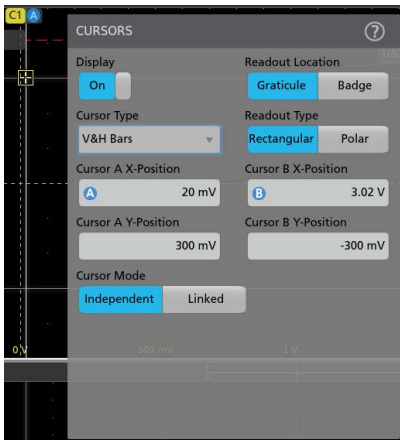 C1 A
CURSORS ?
Display Readout Location
On Graticule Badge
Cursor Type Readout Type
V&H Bars Rectangular Polar
Cursor A X-Position Cursor B X-Position
A 20 mV B 3.02 V
Cursor A Y-Position Cursor B Y-Position
300 mV -300 mV
Cursor Mode
Independent Linked
0 V 500 mV 1 V